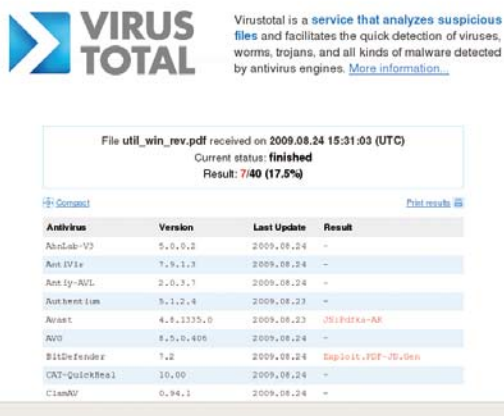 VIRUS
TOTAL
Virustotal is a service that analyzes suspicious
files and facilitates the quick detection of viruses,
worms, trojans, and all kinds of malware detected
by antivirus engines. More information...
File util_win_rev.pdf received on 2009.08.24 15:31:03 (UTC)
Current status: finished
Result: 7/40 (17.5%)
Compact Print results
Antivirus Version Last Update Result
AhnLab-V3 5.0.0.2 2009.08.24 -
AntiVir 7.9.1.3 2009.08.24 -
Antiy-AVL 2.0.3.7 2009.08.24 -
Authentium 5.1.2.4 2009.08.23 -
Avast 4.8.1335.0 2009.08.23 JS:Pdfka-AK
AVG 8.5.0.406 2009.08.24 -
BitDefender 7.2 2009.08.24 Exploit.PDF-JS.Gen
CAT-QuickHeal 10.00 2009.08.24 -
ClamAV 0.94.1 2009.08.24 -